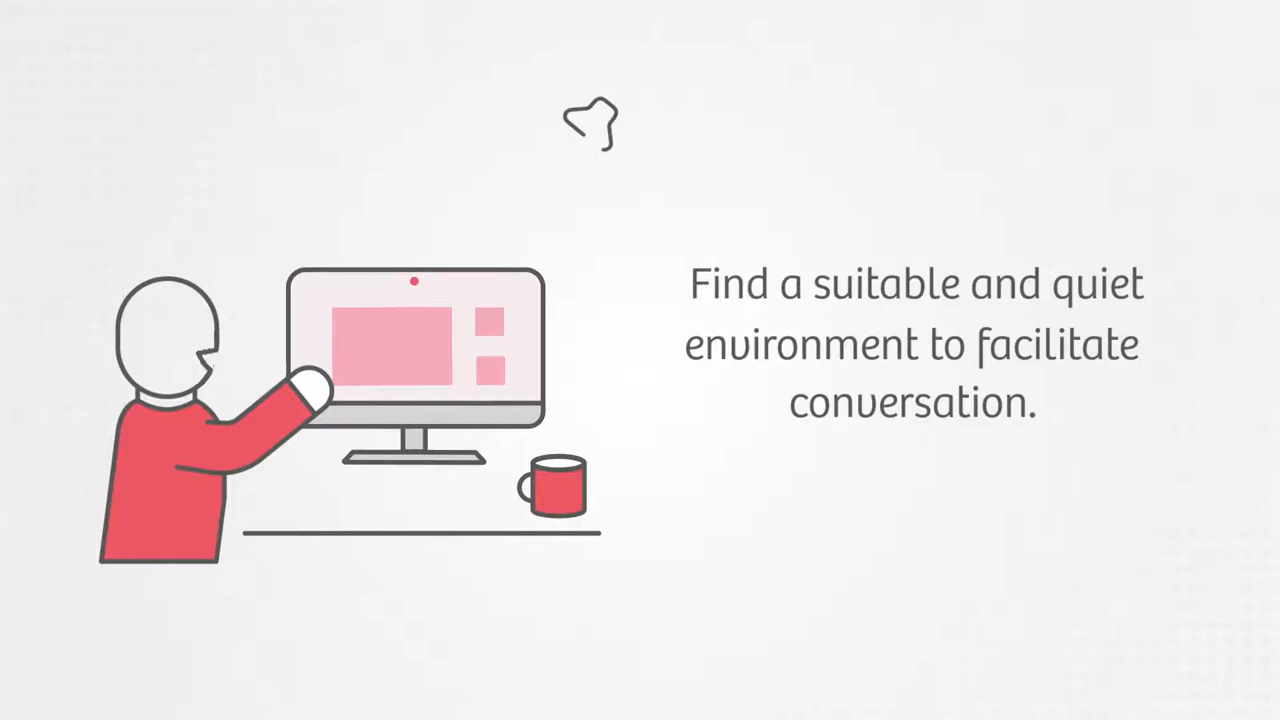 Find a suitable and quiet
environment to facilitate
conversation.